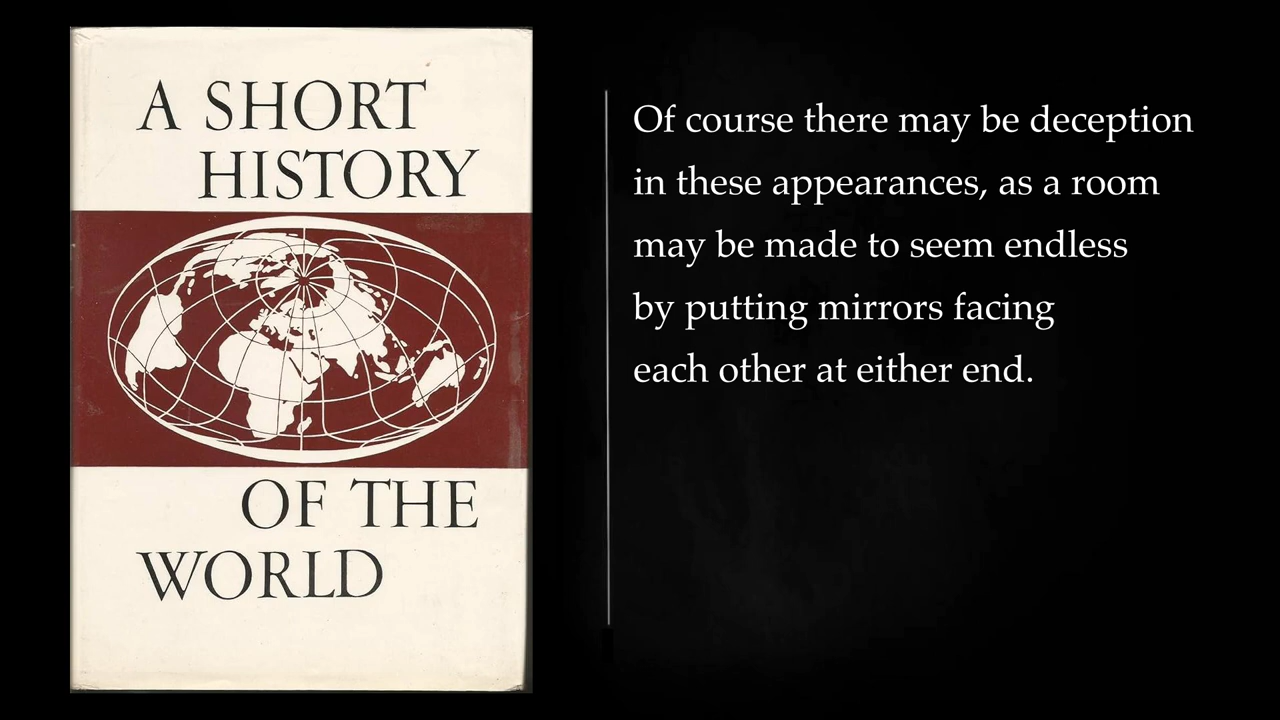 A SHORT
HISTORY
OF THE
WORLD
Of course there may be deception
in these appearances, as a room
may be made to seem endless
by putting mirrors facing
each other at either end.